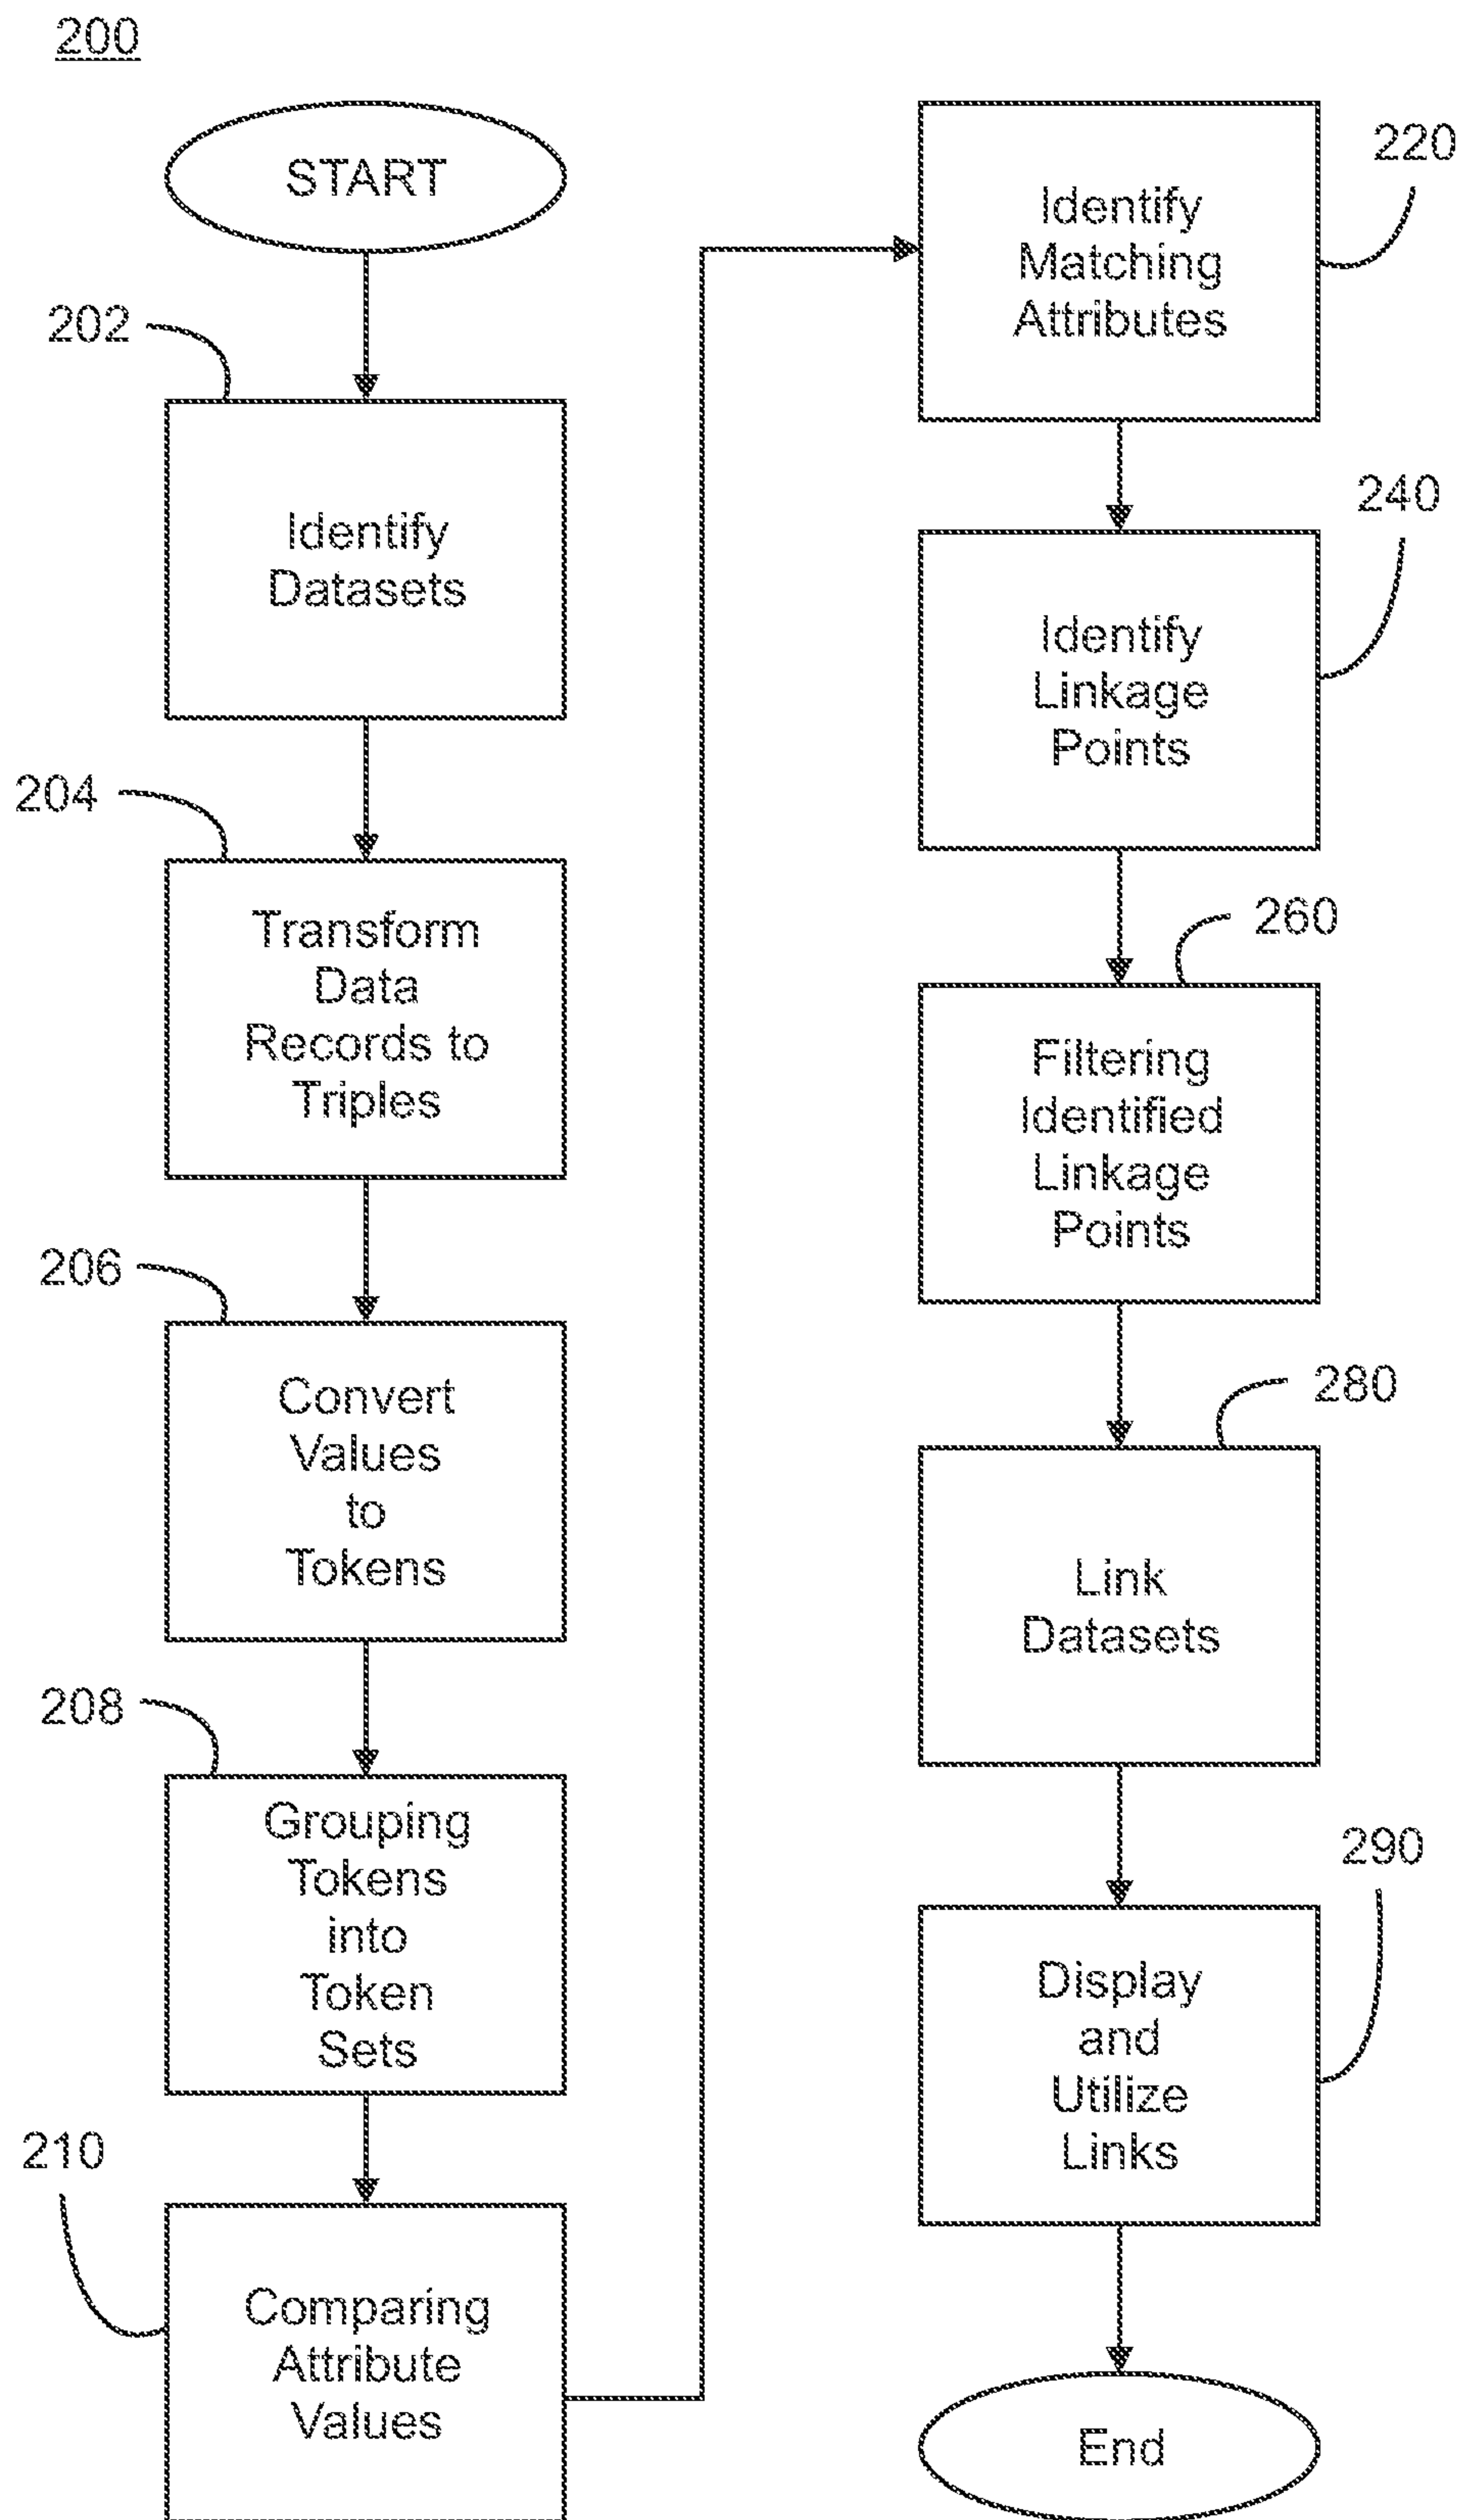 200
START
202
Identify
Datasets
204
Transform
Data
Records to
Triples
206
Convert
Values
to
Tokens
208
Grouping
Tokens
into
Token
Sets
210
Comparing
Attribute
Values
220
Identify
Matching
Attributes
240
Identify
Linkage
Points
260
Filtering
Identified
Linkage
Points
280
Link
Datasets
290
Display
and
Utilize
Links
End